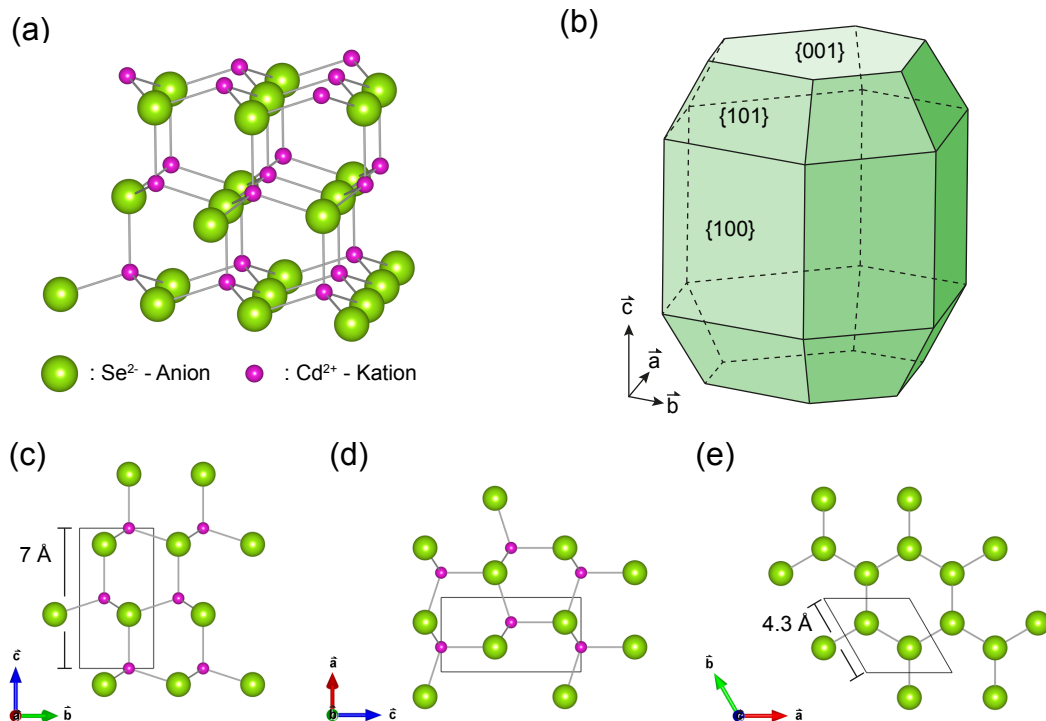 (a)
(b)
{001}
{101}
{100}
c
a
b
: Se²⁻ - Anion
: Cd²⁺ - Kation
(c)
(d)
(e)
7 Å
4.3 Å
c
a
b
a
b
c
b
c
a